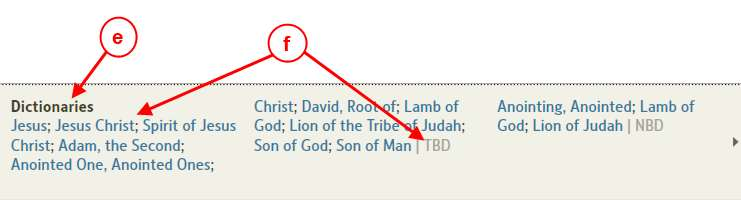 e
f
Dictionaries
Jesus; Jesus Christ; Spirit of Jesus
Christ; Adam, the Second;
Anointed One, Anointed Ones;
Christ; David, Root of; Lamb of
God; Lion of the Tribe of Judah;
Son of God; Son of Man | TBD
Anointing, Anointed; Lamb of
God; Lion of Judah | NBD